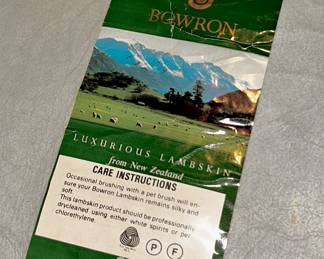 BOWRON
LUXURIOUS LAMBSKIN
from New Zealand
CARE INSTRUCTIONS
Occasional brushing with a pet brush will en-
sure your Bowron Lambskin remains silky and
soft.
This lambskin product should be professionally
drycleaned using either white spirits or per-
chlorethylene.
P F